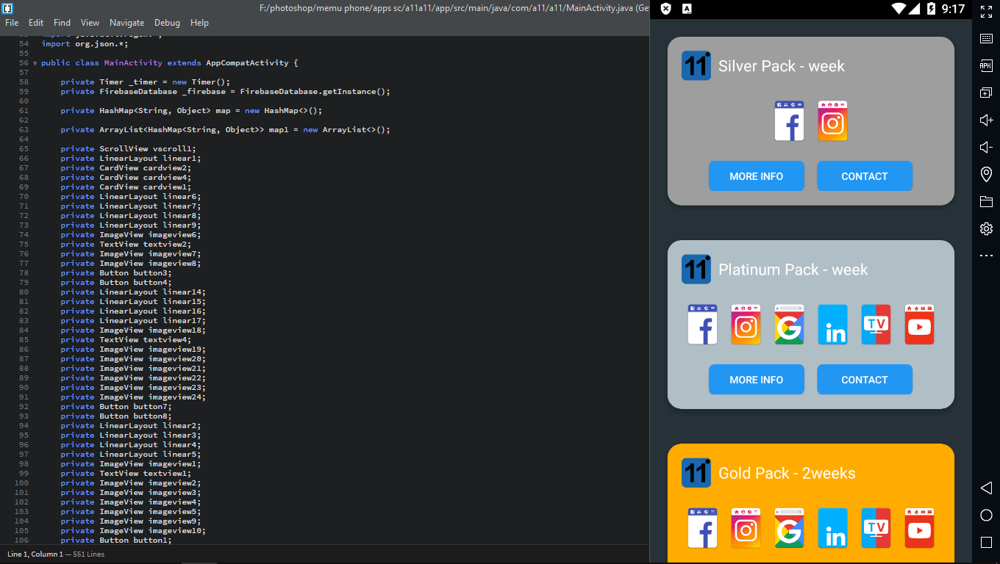 F:/photoshop/memu phone/apps sc/a11a11/app/src/main/java/com/a11/a11/MainActivity.java (Ge
File Edit Find View Navigate Debug Help
54 import org.json.*;
55
56 public class MainActivity extends AppCompatActivity {
57
58 private Timer _timer = new Timer();
59 private FirebaseDatabase _firebase = FirebaseDatabase.getInstance();
60
61 private HashMap<String, Object> map = new HashMap<>();
62
63 private ArrayList<HashMap<String, Object>> map1 = new ArrayList<>();
64
65 private ScrollView vscroll1;
66 private LinearLayout linear1;
67 private CardView cardview2;
68 private CardView cardview4;
69 private CardView cardview1;
70 private LinearLayout linear6;
71 private LinearLayout linear7;
72 private LinearLayout linear8;
73 private LinearLayout linear9;
74 private ImageView imageview6;
75 private TextView textview2;
76 private ImageView imageview7;
77 private ImageView imageview8;
78 private Button button3;
79 private Button button4;
80 private LinearLayout linear14;
81 private LinearLayout linear15;
82 private LinearLayout linear16;
83 private LinearLayout linear17;
84 private ImageView imageview18;
85 private TextView textview4;
86 private ImageView imageview19;
87 private ImageView imageview20;
88 private ImageView imageview21;
89 private ImageView imageview22;
90 private ImageView imageview23;
91 private ImageView imageview24;
92 private Button button7;
93 private Button button8;
94 private LinearLayout linear2;
95 private LinearLayout linear3;
96 private LinearLayout linear4;
97 private LinearLayout linear5;
98 private ImageView imageview1;
99 private TextView textview1;
100 private ImageView imageview2;
101 private ImageView imageview3;
102 private ImageView imageview4;
103 private ImageView imageview5;
104 private ImageView imageview9;
105 private ImageView imageview10;
106 private Button button1;
Line 1, Column 1 — 551 Lines
A
9:17
APK
11 Silver Pack - week
f
MORE INFO CONTACT
11 Platinum Pack - week
f G in TV
MORE INFO CONTACT
11 Gold Pack - 2weeks
f G in TV